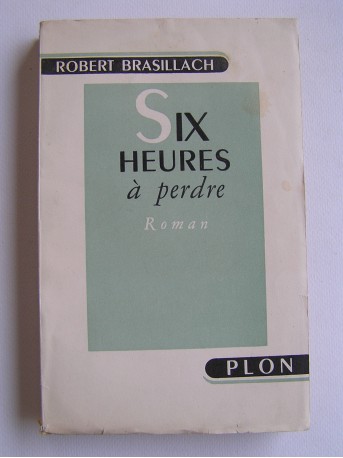 ROBERT BRASILLACH
SIX
HEURES
à perdre
Roman
PLON